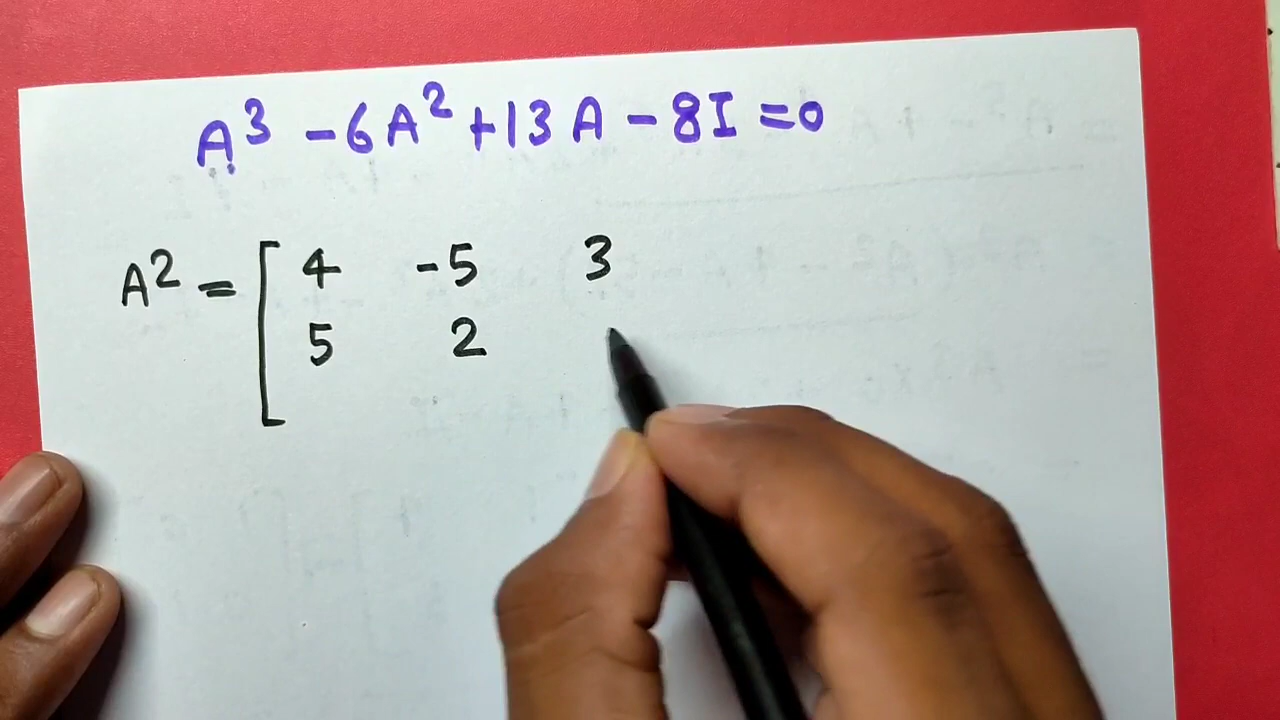 A³ - 6A² + 13A - 8I = 0
A² = [ 4 -5 3
5 2